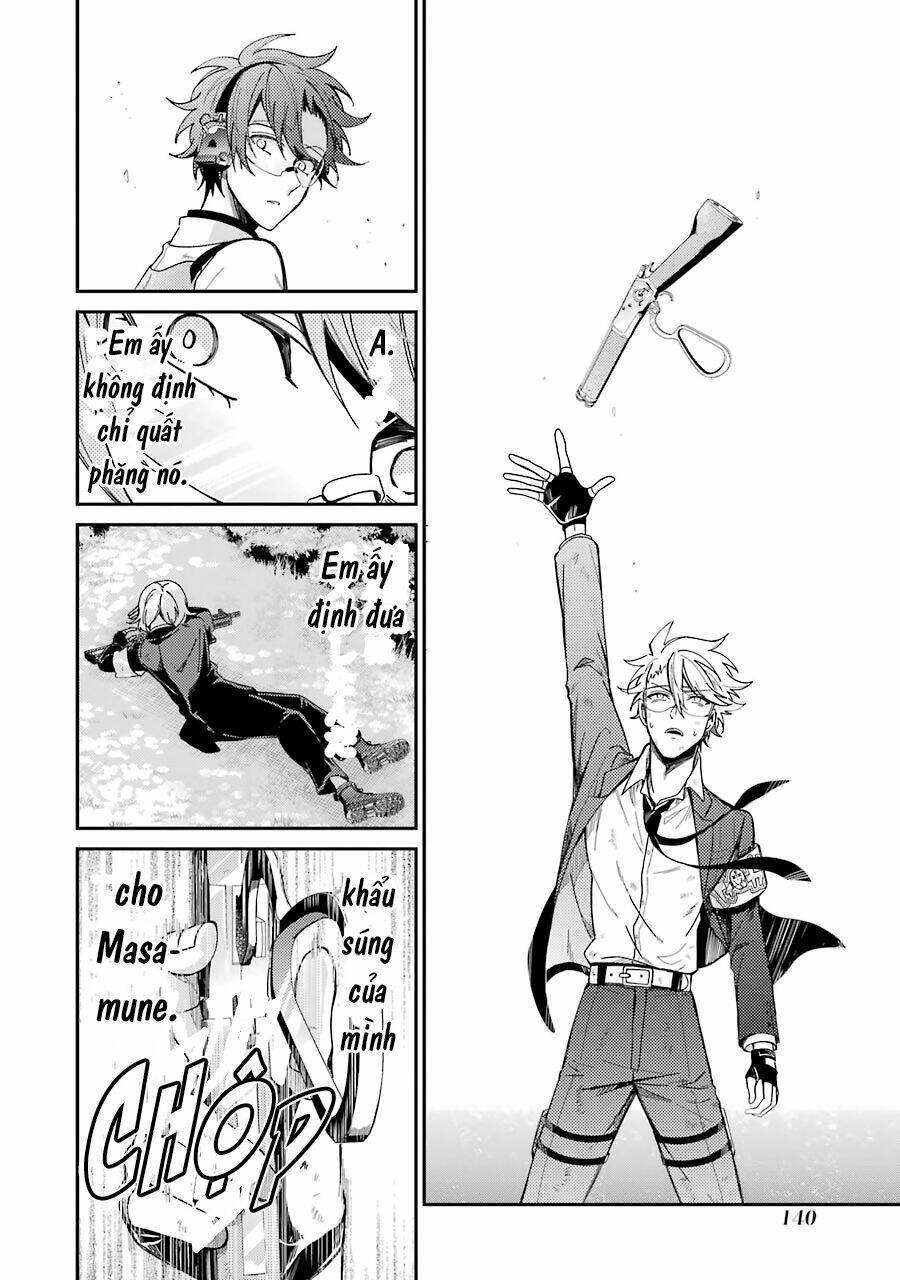 A.
Em ấy
không định
chỉ quất
phăng nó.
Em ấy
định đưa
khẩu
súng
của
mình
cho
Masa-
mune.
CHỘP
140